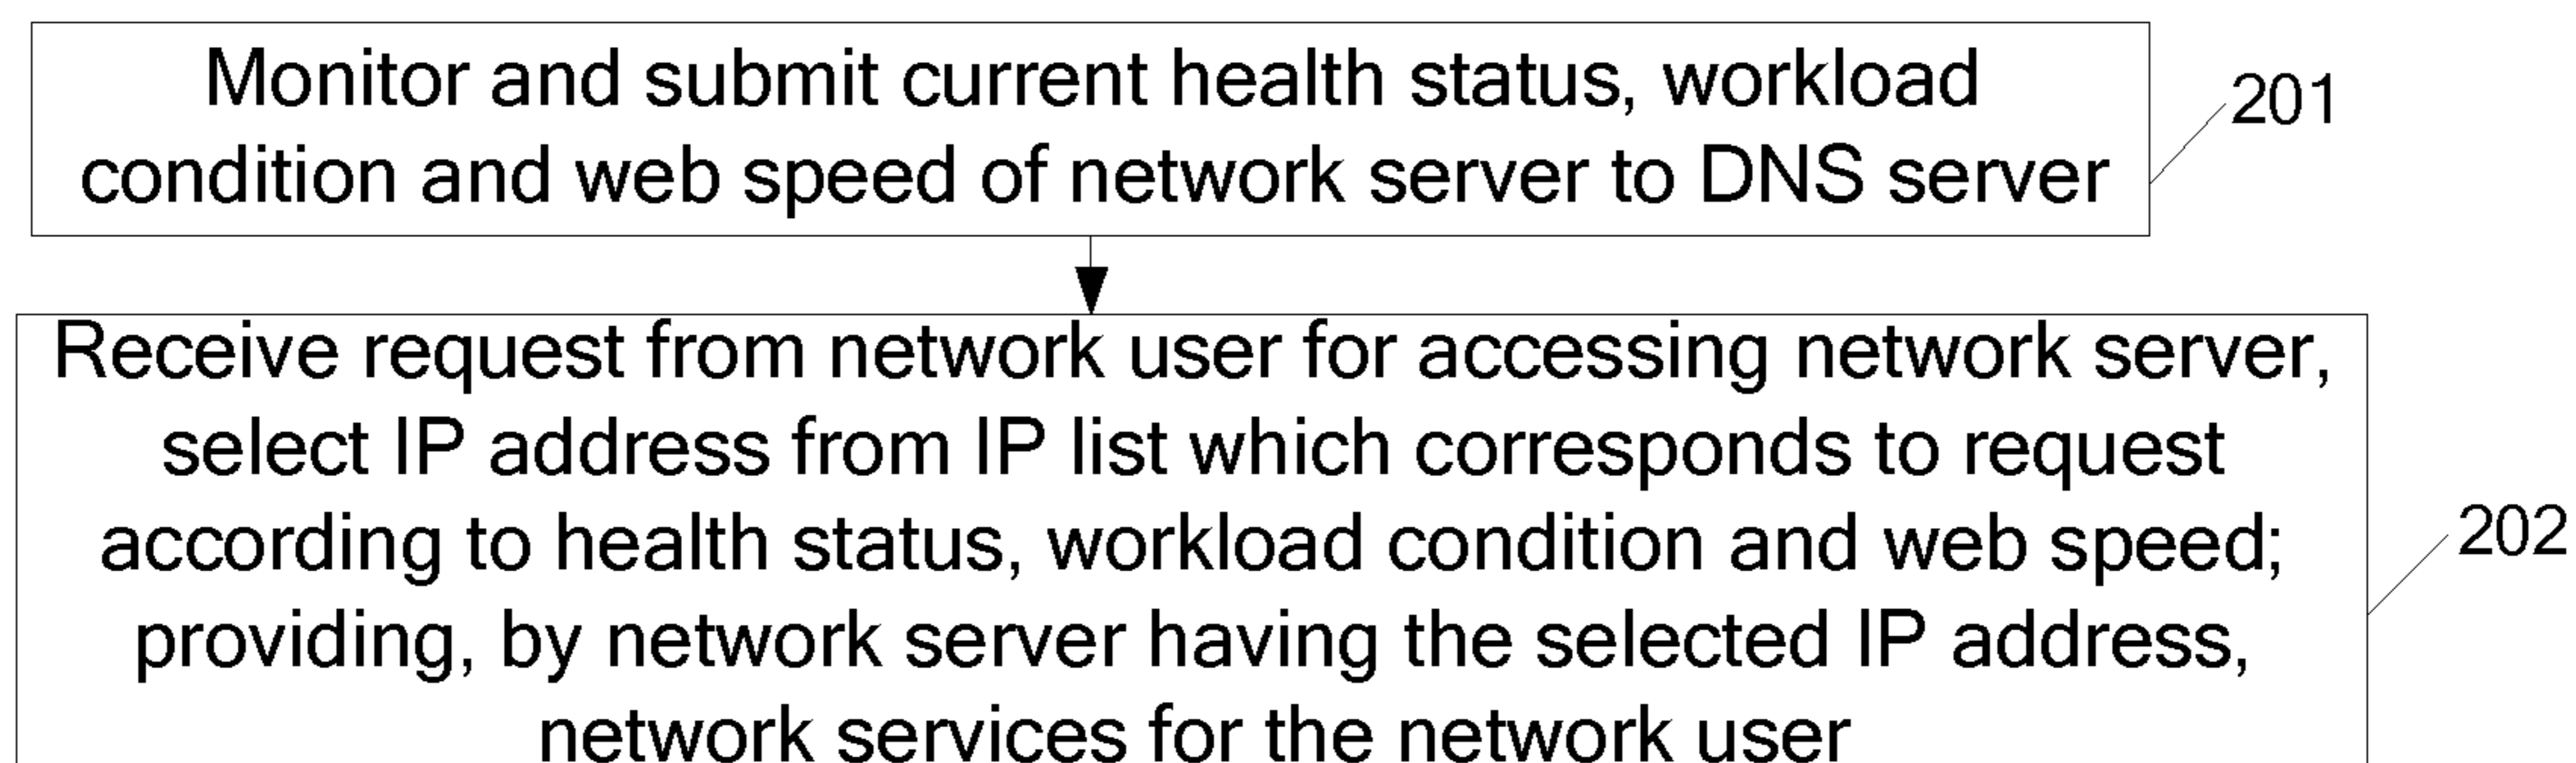 Monitor and submit current health status, workload
condition and web speed of network server to DNS server
201
Receive request from network user for accessing network server,
select IP address from IP list which corresponds to request
according to health status, workload condition and web speed;
providing, by network server having the selected IP address,
network services for the network user
202